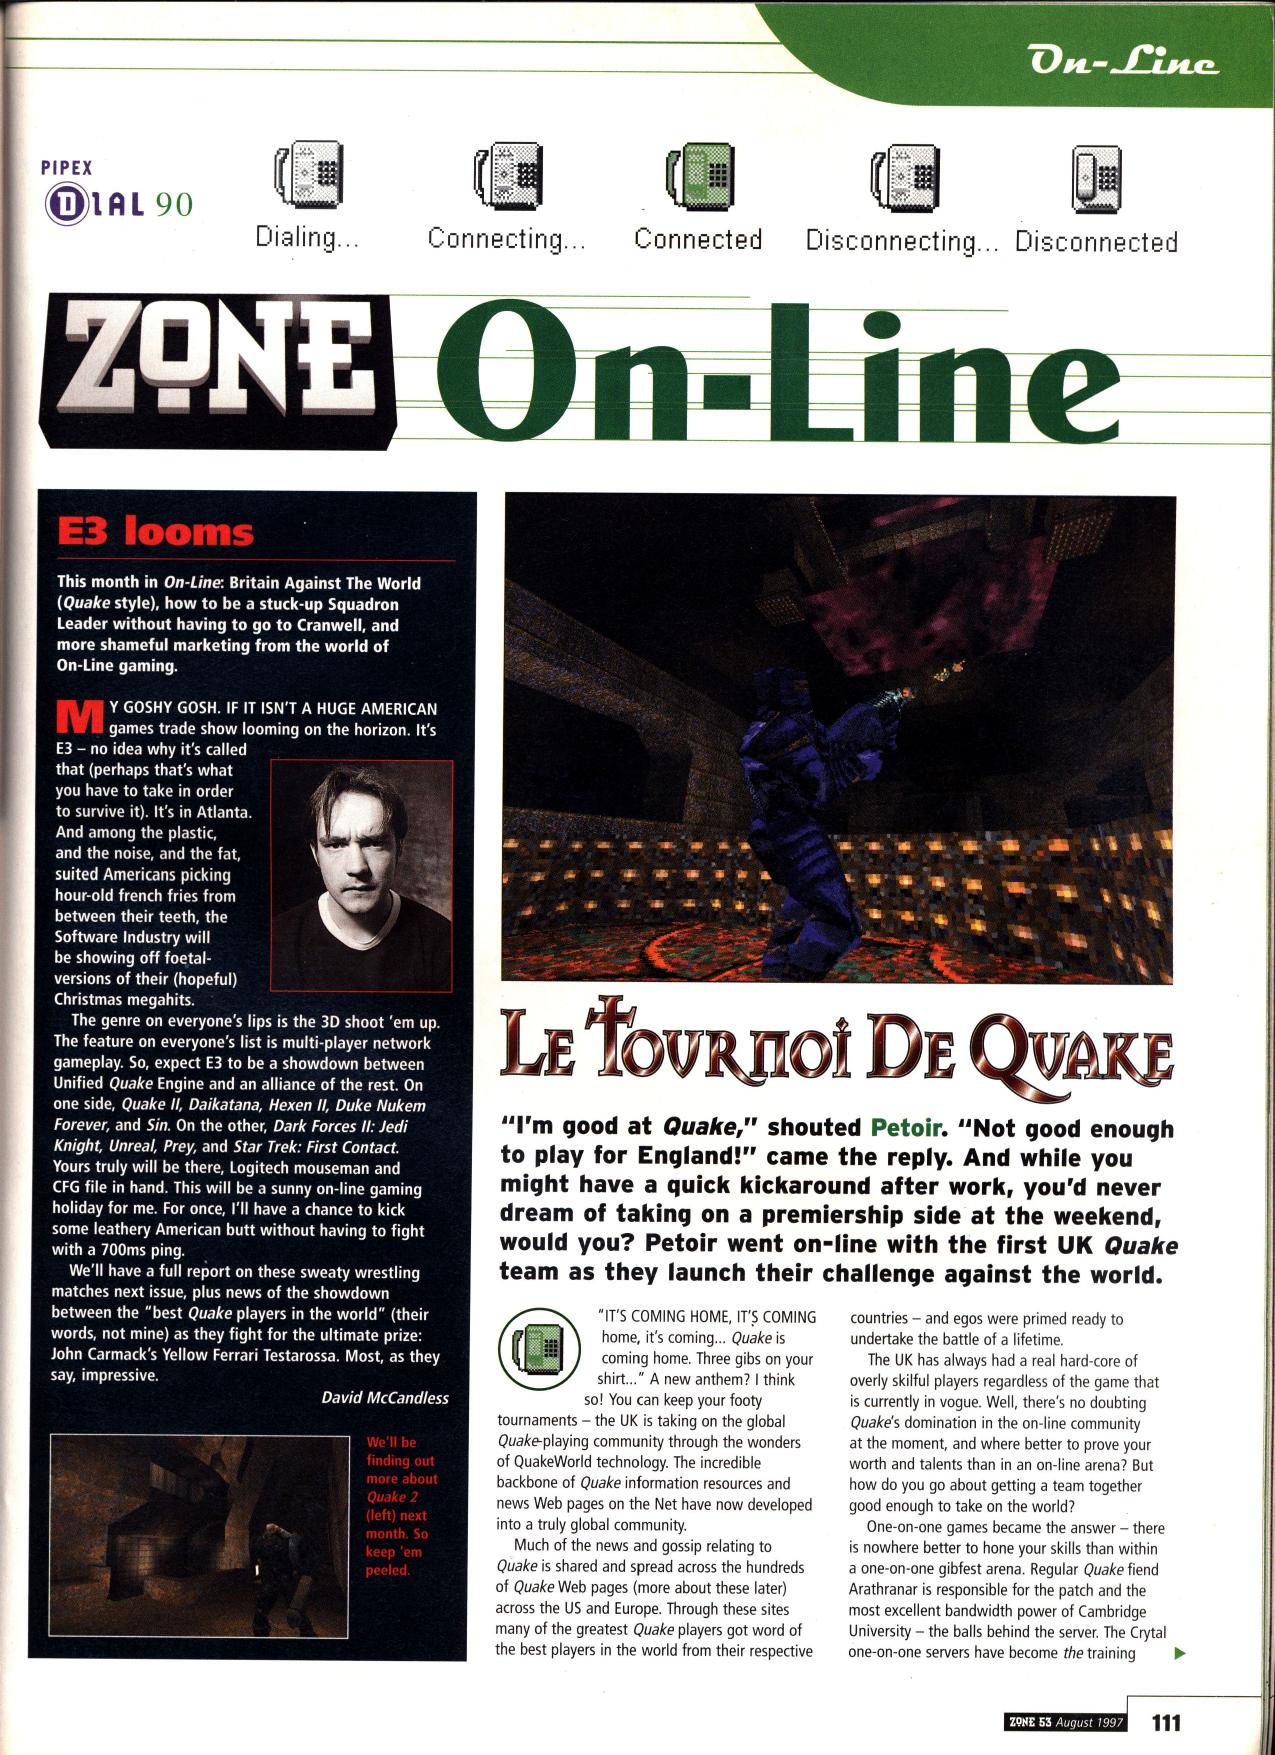 On-Line
PIPEX
DIAL 90
Dialing...
Connecting...
Connected
Disconnecting...
Disconnected
ZONE
On-Line
E3 looms
This month in On-Line: Britain Against The World
(Quake style), how to be a stuck-up Squadron
Leader without having to go to Cranwell, and
more shameful marketing from the world of
On-Line gaming.
MY GOSHY GOSH. IF IT ISN'T A HUGE AMERICAN
games trade show looming on the horizon. It's
E3 – no idea why it's called
that (perhaps that's what
you have to take in order
to survive it). It's in Atlanta.
And among the plastic,
and the noise, and the fat,
suited Americans picking
hour-old french fries from
between their teeth, the
Software Industry will
be showing off foetal-
versions of their (hopeful)
Christmas megahits.
The genre on everyone's lips is the 3D shoot 'em up.
The feature on everyone's list is multi-player network
gameplay. So, expect E3 to be a showdown between
Unified Quake Engine and an alliance of the rest. On
one side, Quake II, Daikatana, Hexen II, Duke Nukem
Forever, and Sin. On the other, Dark Forces II: Jedi
Knight, Unreal, Prey, and Star Trek: First Contact.
Yours truly will be there, Logitech mouseman and
CFG file in hand. This will be a sunny on-line gaming
holiday for me. For once, I'll have a chance to kick
some leathery American butt without having to fight
with a 700ms ping.
We'll have a full report on these sweaty wrestling
matches next issue, plus news of the showdown
between the "best Quake players in the world" (their
words, not mine) as they fight for the ultimate prize:
John Carmack's Yellow Ferrari Testarossa. Most, as they
say, impressive.
David McCandless
We'll be
finding out
more about
Quake 2
(left) next
month. So
keep 'em
peeled.
LE TOURNOI DE QUAKE
"I'm good at Quake," shouted Petoir. "Not good enough
to play for England!" came the reply. And while you
might have a quick kickaround after work, you'd never
dream of taking on a premiership side at the weekend,
would you? Petoir went on-line with the first UK Quake
team as they launch their challenge against the world.
"IT'S COMING HOME, IT'S COMING
home, it's coming... Quake is
coming home. Three gibs on your
shirt..." A new anthem? I think
so! You can keep your footy
tournaments – the UK is taking on the global
Quake-playing community through the wonders
of QuakeWorld technology. The incredible
backbone of Quake information resources and
news Web pages on the Net have now developed
into a truly global community.
Much of the news and gossip relating to
Quake is shared and spread across the hundreds
of Quake Web pages (more about these later)
across the US and Europe. Through these sites
many of the greatest Quake players got word of
the best players in the world from their respective
countries – and egos were primed ready to
undertake the battle of a lifetime.
The UK has always had a real hard-core of
overly skilful players regardless of the game that
is currently in vogue. Well, there's no doubting
Quake's domination in the on-line community
at the moment, and where better to prove your
worth and talents than in an on-line arena? But
how do you go about getting a team together
good enough to take on the world?
One-on-one games became the answer – there
is nowhere better to hone your skills than within
a one-on-one gibfest arena. Regular Quake fiend
Arathranar is responsible for the patch and the
most excellent bandwidth power of Cambridge
University – the balls behind the server. The Crytal
one-on-one servers have become the training
ZONE 53 August 1997 111